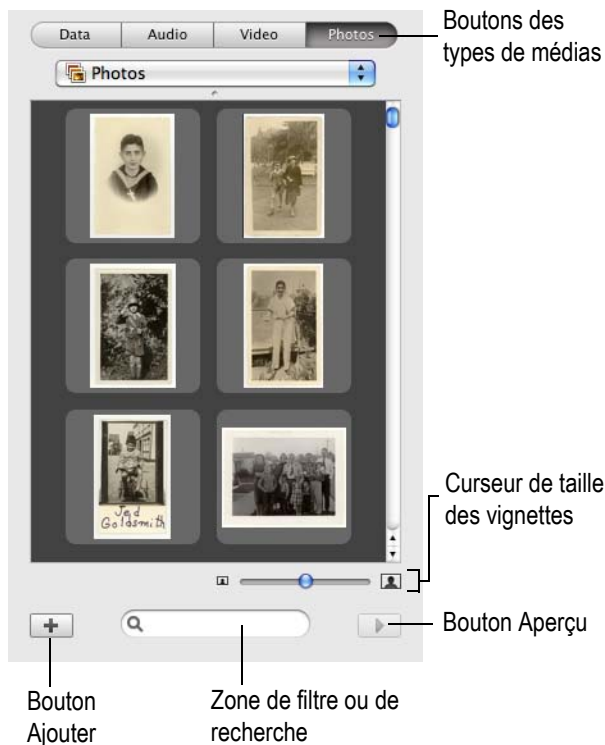 Data Audio Video Photos
Boutons des
types de médias
Photos
Jed
Goldsmith
Curseur de taille
des vignettes
Bouton Aperçu
Bouton
Ajouter
Zone de filtre ou de
recherche